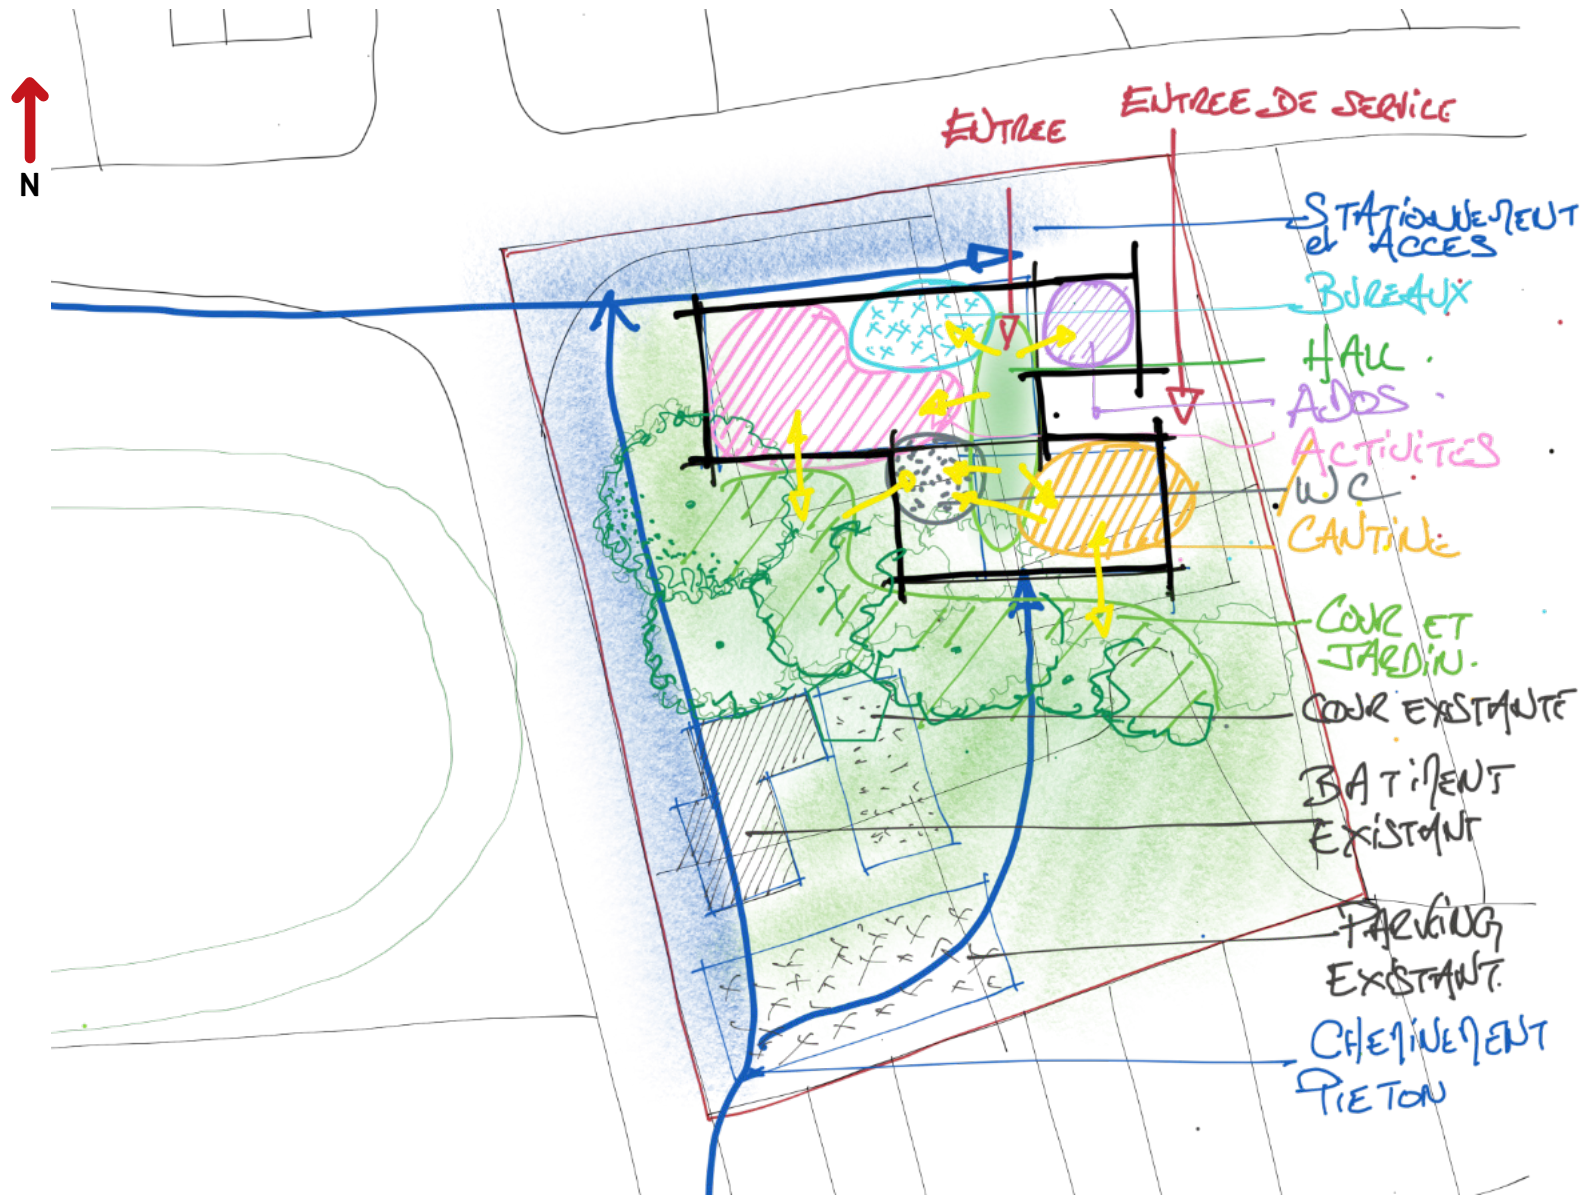 N
ENTREE
ENTREE DE SERVICE
STATIONNEMENT
et ACCES
BUREAUX
HALL
ADOS
ACTIVITES
WC
CANTINE
COUR ET
JARDIN.
COUR EXISTANTE
BATIMENT
EXISTANT
PARKING
EXISTANT.
CHEMINEMENT
PIETON